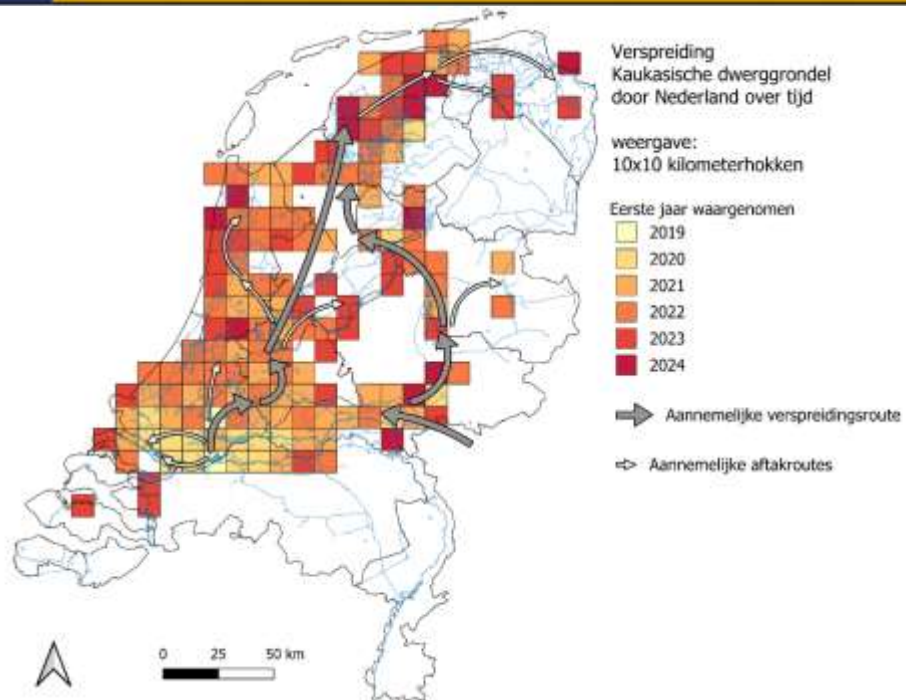 Verspreiding
Kaukasische dwerggrondel
door Nederland over tijd
weergave:
10x10 kilometerhokken
Eerste jaar waargenomen
2019
2020
2021
2022
2023
2024
Aannemelijke verspreidingsroute
Aannemelijke aftakroutes
0 25 50 km